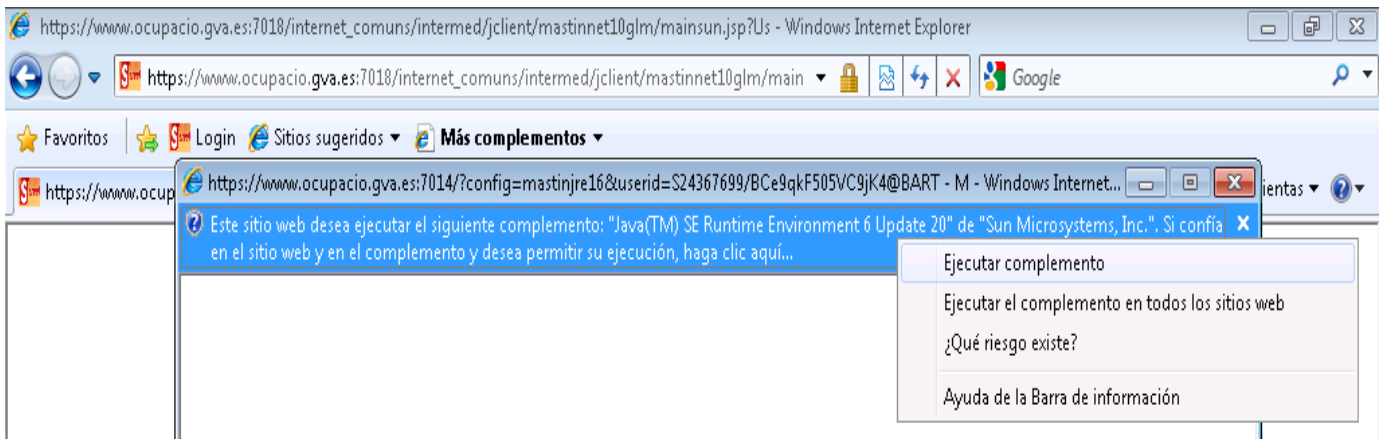 https://www.ocupacio.gva.es:7018/internet_comuns/intermed/jclient/mastinnet10glm/mainsun.jsp?Us - Windows Internet Explorer
https://www.ocupacio.gva.es:7018/internet_comuns/intermed/jclient/mastinnet10glm/main
Google
Favoritos
Login
Sitios sugeridos
Más complementos
https://www.ocup
https://www.ocupacio.gva.es:7014/?config=mastinjre16&userid=S24367699/BCe9qkF505VC9jK4@BART - M - Windows Internet...
ientas
Este sitio web desea ejecutar el siguiente complemento: "Java(TM) SE Runtime Environment 6 Update 20" de "Sun Microsystems, Inc.". Si confía
en el sitio web y en el complemento y desea permitir su ejecución, haga clic aquí...
Ejecutar complemento
Ejecutar el complemento en todos los sitios web
¿Qué riesgo existe?
Ayuda de la Barra de información